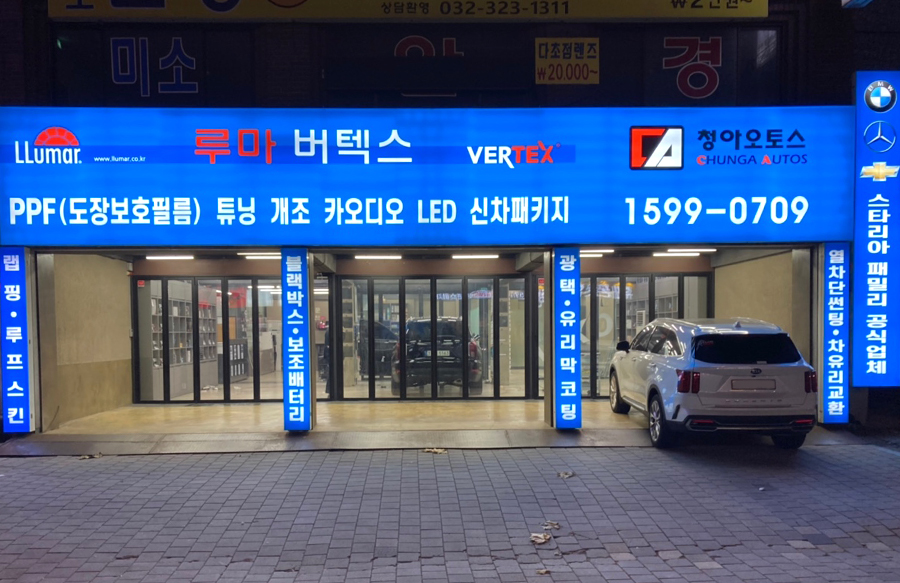 상담환영 032-323-1311
미소 안경
다초점렌즈
₩20.000~
LLumar. www.llumar.co.kr
루마 버텍스
VERTEX
CA 청아오토스
CHUNGA AUTOS
PPF(도장보호필름) 튜닝 개조 카오디오 LED 신차패키지 1599-0709
랩핑·루프스킨
블랙박스·보조배터리
광택·유리막코팅
열차단썬팅·차유리교환
BMW
스타리아 패밀리 공식업체